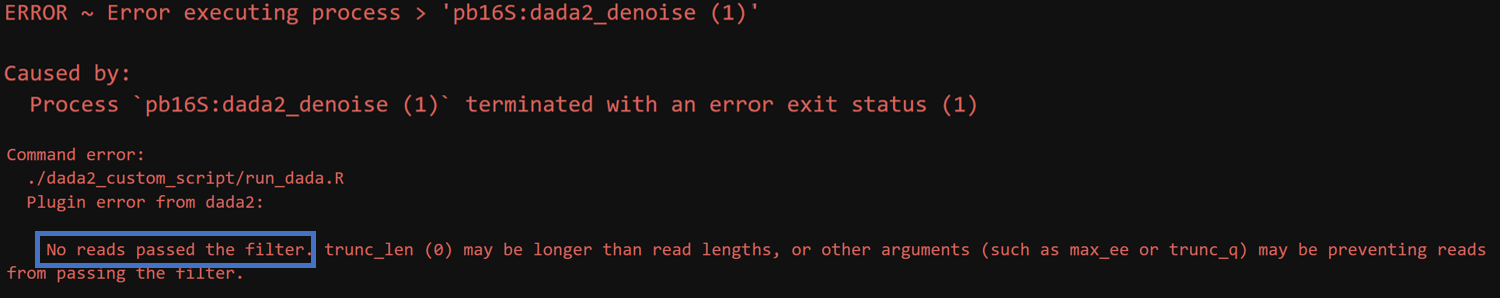 ERROR ~ Error executing process > 'pb16S:dada2_denoise (1)'
Caused by:
Process `pb16S:dada2_denoise (1)` terminated with an error exit status (1)
Command error:
./dada2_custom_script/run_dada.R
Plugin error from dada2:
No reads passed the filter. trunc_len (0) may be longer than read lengths, or other arguments (such as max_ee or trunc_q) may be preventing reads
from passing the filter.